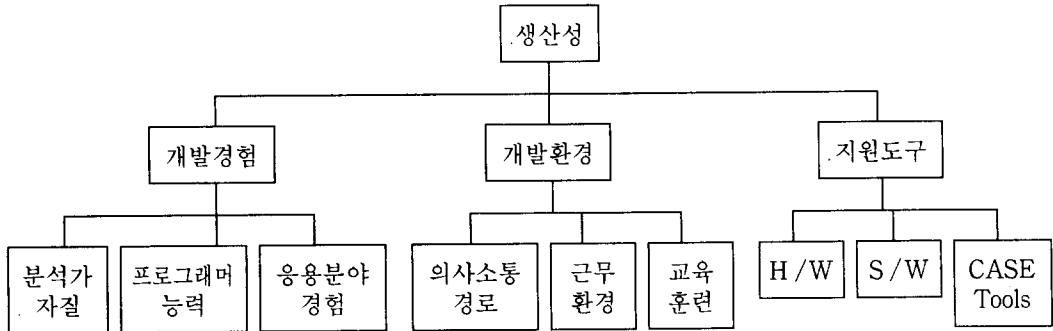 생산성
개발경험
개발환경
지원도구
분석가
자질
프로그래머
능력
응용분야
경험
의사소통
경로
근무
환경
교육
훈련
H/W
S/W
CASE
Tools